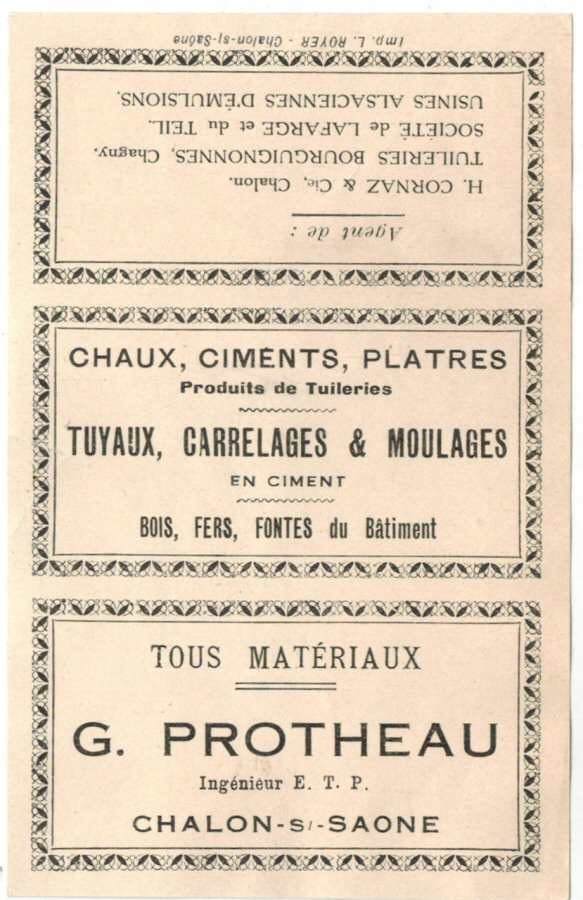 Agent de :
H. CORNAZ & Cie, Chalon.
TUILERIES BOURGUIGNONNES, Chagny.
SOCIÉTÉ de LAFARGE et du TEIL.
USINES ALSACIENNES D'ÉMULSIONS.
Imp. L. ROYER - Chalon-s/-Saône
CHAUX, CIMENTS, PLATRES
Produits de Tuileries
TUYAUX, CARRELAGES & MOULAGES
EN CIMENT
BOIS, FERS, FONTES du Bâtiment
TOUS MATÉRIAUX
G. PROTHEAU
Ingénieur E. T. P.
CHALON-S/-SAONE